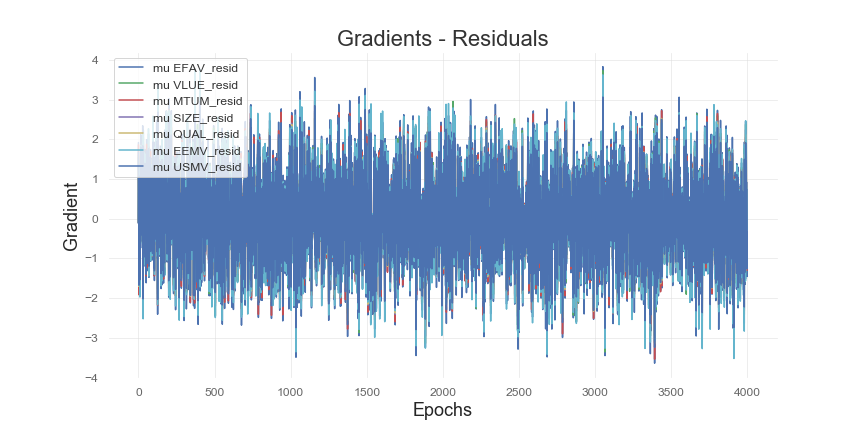 Gradients - Residuals
4
3
2
1
0
−1
−2
−3
−4
Gradient
mu EFAV_resid
mu VLUE_resid
mu MTUM_resid
mu SIZE_resid
mu QUAL_resid
mu EEMV_resid
mu USMV_resid
0 500 1000 1500 2000 2500 3000 3500 4000
Epochs